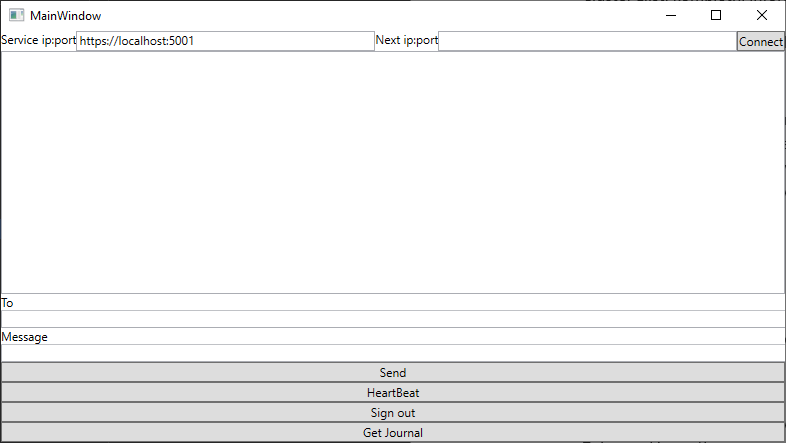 MainWindow
Service ip:port https://localhost:5001 Next ip:port Connect
To
Message
Send
HeartBeat
Sign out
Get Journal